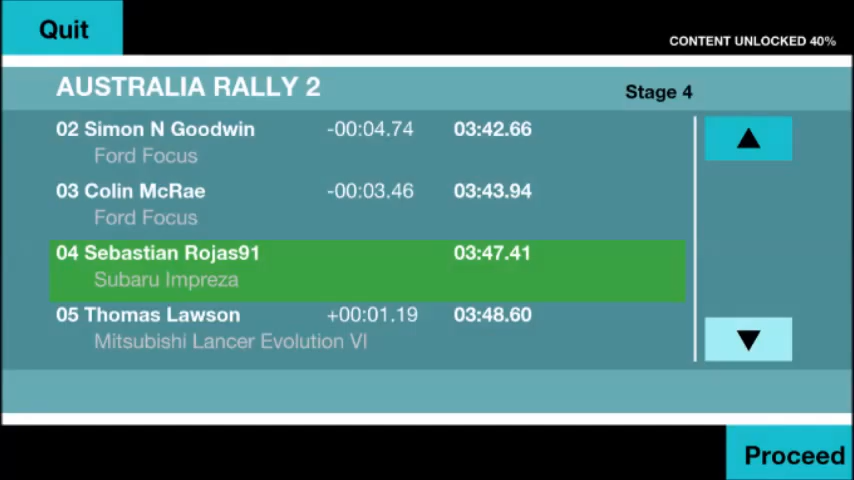 Quit
CONTENT UNLOCKED 40%
AUSTRALIA RALLY 2
Stage 4
02 Simon N Goodwin -00:04.74 03:42.66
Ford Focus
03 Colin McRae -00:03.46 03:43.94
Ford Focus
04 Sebastian Rojas91 03:47.41
Subaru Impreza
05 Thomas Lawson +00:01.19 03:48.60
Mitsubishi Lancer Evolution VI
Proceed